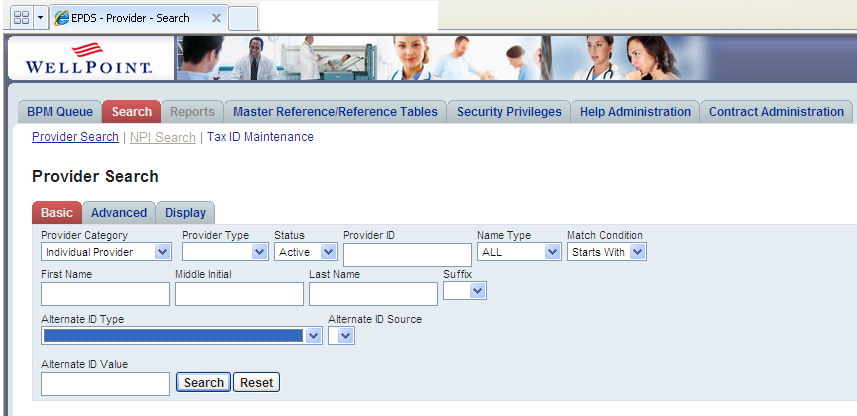 EPDS - Provider - Search X
WELLPOINT.
BPM Queue Search Reports Master Reference/Reference Tables Security Privileges Help Administration Contract Administration
Provider Search | NPI Search | Tax ID Maintenance
Provider Search
Basic Advanced Display
Provider Category Provider Type Status Provider ID Name Type Match Condition
Individual Provider Active ALL Starts With
First Name Middle Initial Last Name Suffix
Alternate ID Type Alternate ID Source
Alternate ID Value
Search Reset